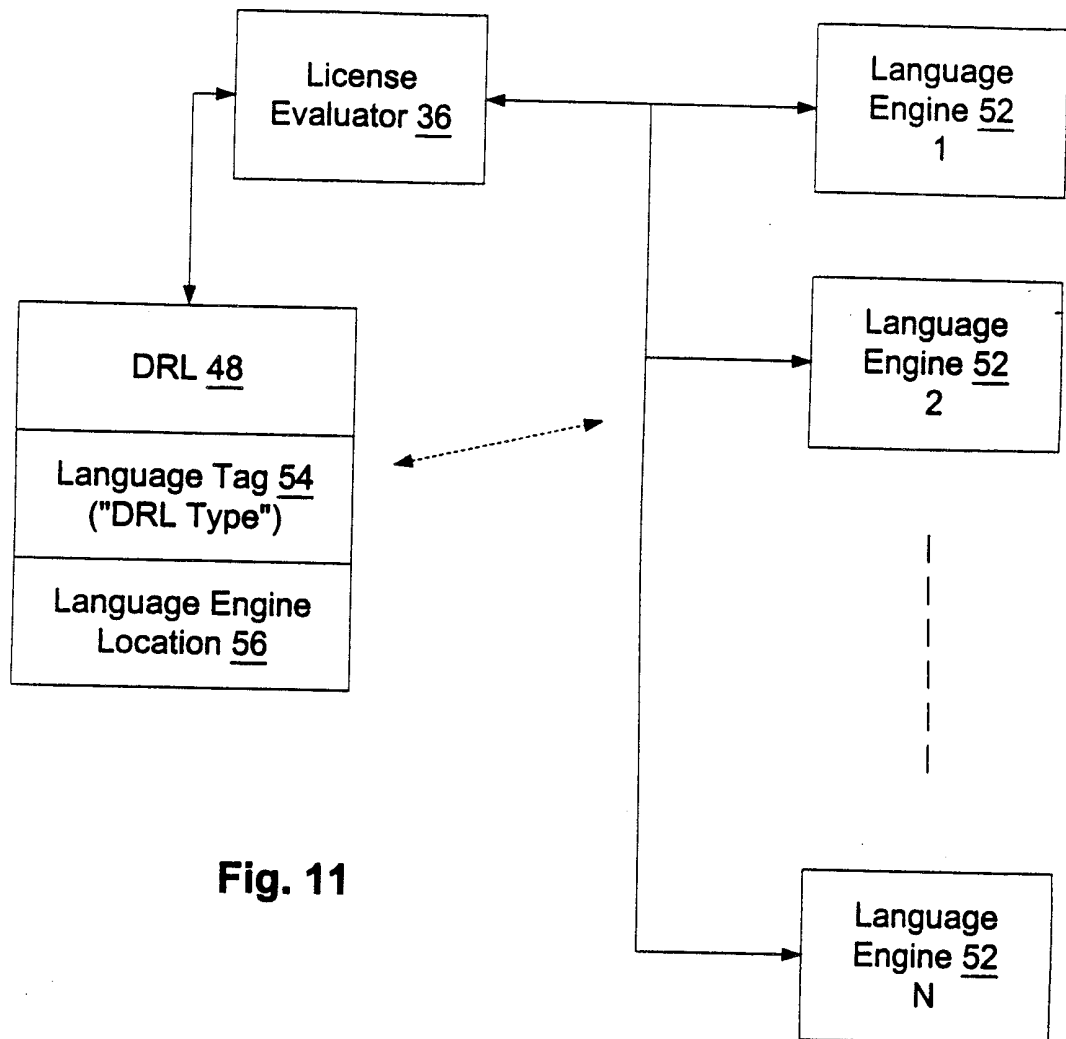 License
Evaluator 36
Language
Engine 52
1
DRL 48
Language Tag 54
("DRL Type")
Language Engine
Location 56
Language
Engine 52
2
Language
Engine 52
N
Fig. 11